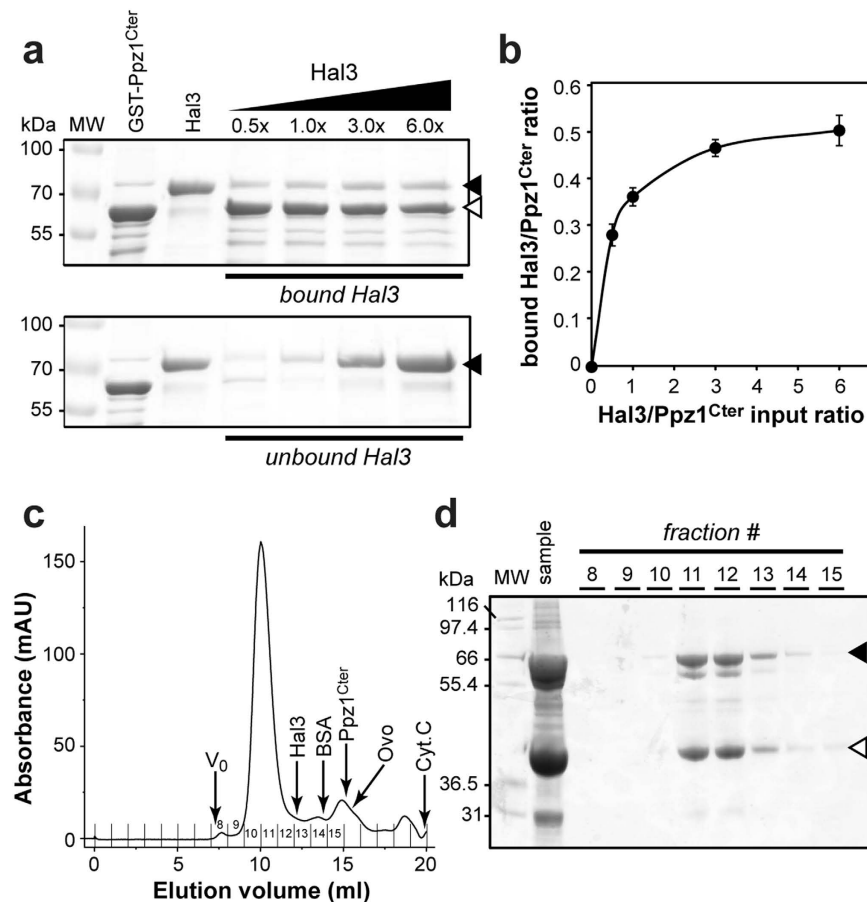 a
kDa MW GST-Ppz1Cter Hal3 Hal3
0.5x 1.0x 3.0x 6.0x
100
70
55
bound Hal3
100
70
55
unbound Hal3
b
bound Hal3/Ppz1Cter ratio
0.6
0.5
0.4
0.3
0.2
0.1
0
0 1 2 3 4 5 6
Hal3/Ppz1Cter input ratio
c
Absorbance (mAU)
150
100
50
0
V0 Hal3 BSA Ppz1Cter Ovo Cyt.C
8 9 10 11 12 13 14 15
0 5 10 15 20
Elution volume (ml)
d
fraction #
kDa MW sample 8 9 10 11 12 13 14 15
116
97.4
66
55.4
36.5
31